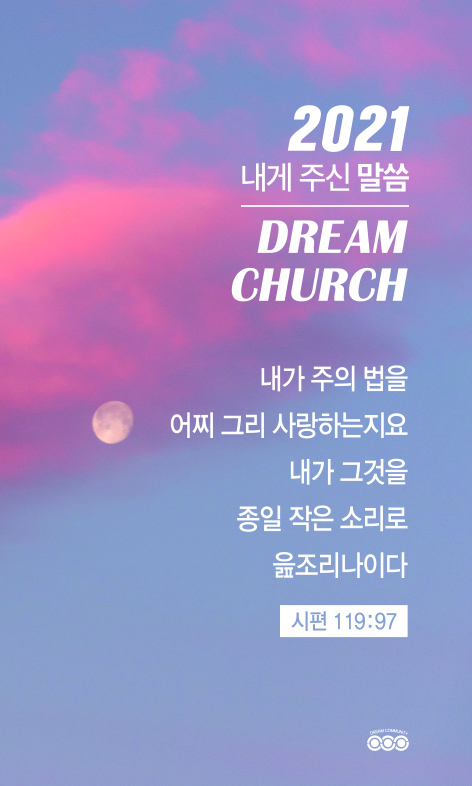 2021
내게 주신 말씀
DREAM
CHURCH
내가 주의 법을
어찌 그리 사랑하는지요
내가 그것을
종일 작은 소리로
읊조리나이다
시편 119:97
DREAM COMMUNITY